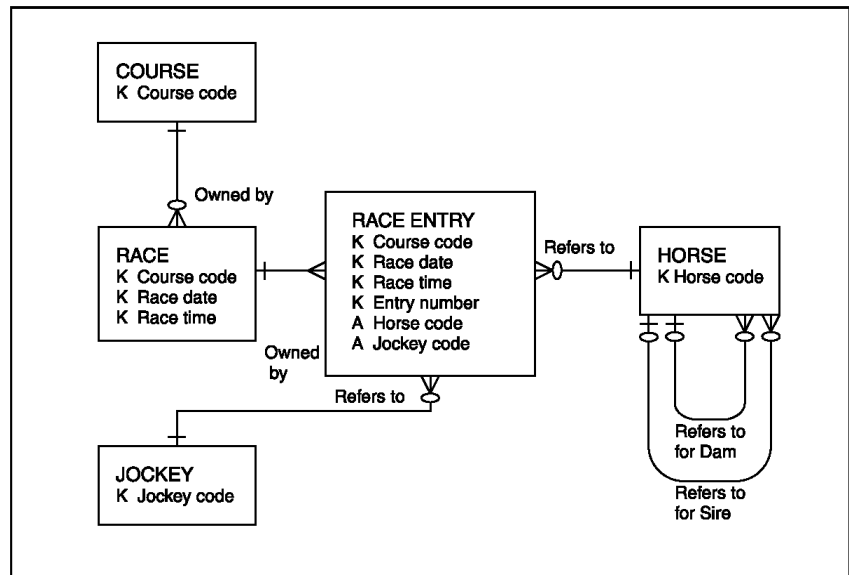 COURSE
K Course code
Owned by
RACE
K Course code
K Race date
K Race time
Owned
by
RACE ENTRY
K Course code
K Race date
K Race time
K Entry number
A Horse code
A Jockey code
Refers to
HORSE
K Horse code
Refers to
for Dam
Refers to
for Sire
Refers to
JOCKEY
K Jockey code